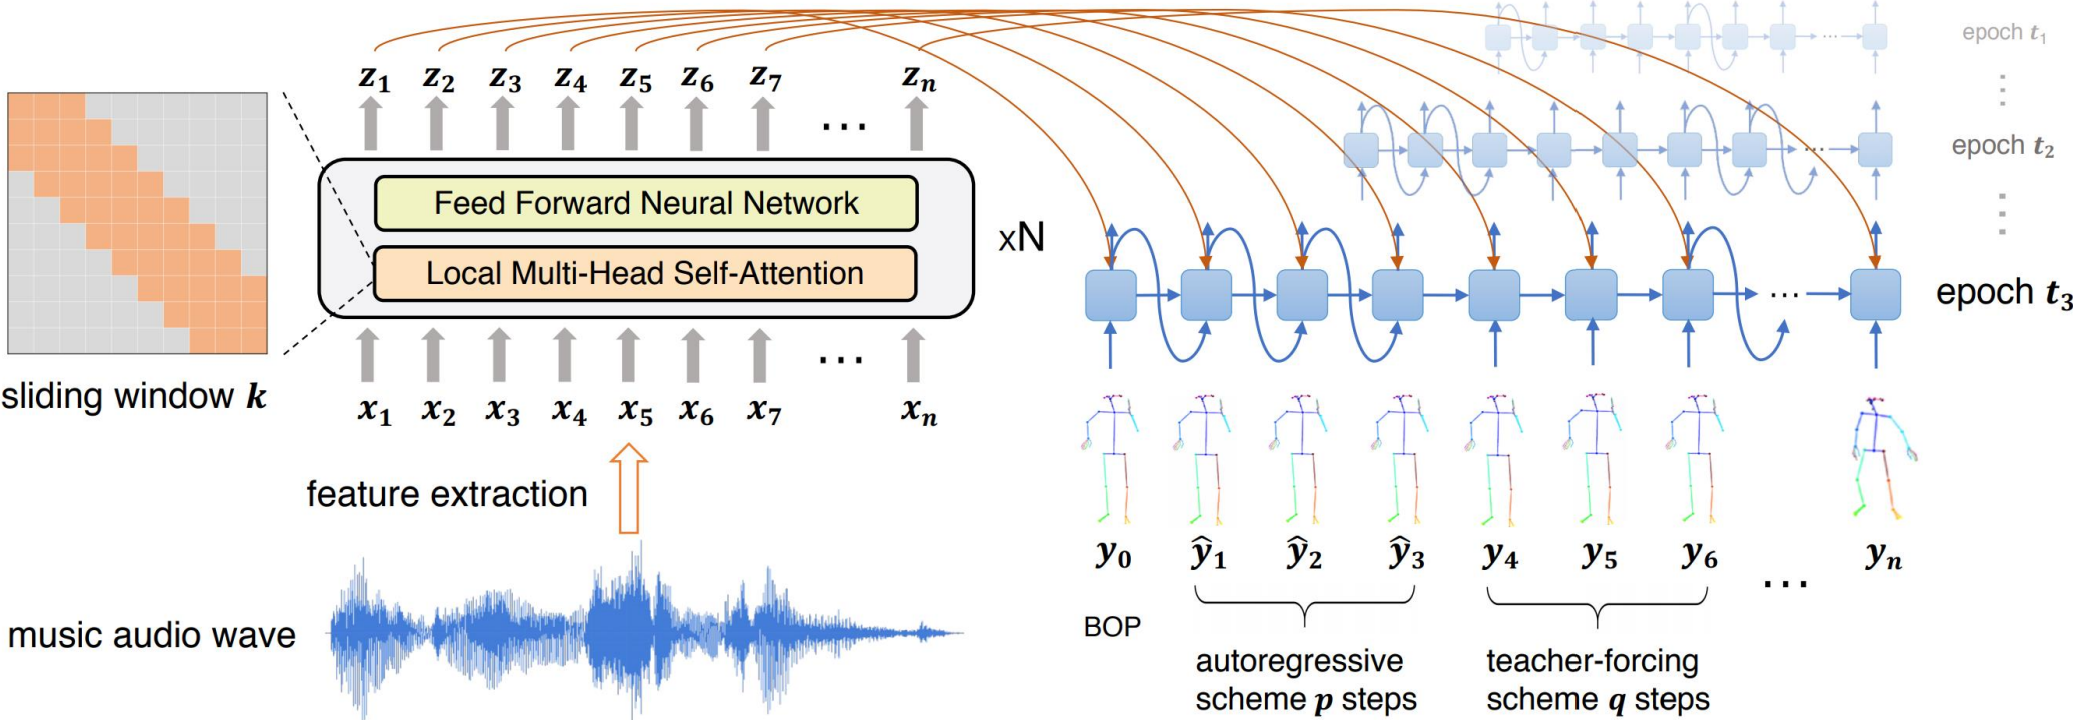 z₁ z₂ z₃ z₄ z₅ z₆ z₇ ... zₙ
Feed Forward Neural Network
Local Multi-Head Self-Attention
xN
x₁ x₂ x₃ x₄ x₅ x₆ x₇ ... xₙ
sliding window k
feature extraction
music audio wave
... epoch t₁
... epoch t₂
... epoch t₃
y₀ ŷ₁ ŷ₂ ŷ₃ y₄ y₅ y₆ ... yₙ
BOP
autoregressive
scheme p steps
teacher-forcing
scheme q steps